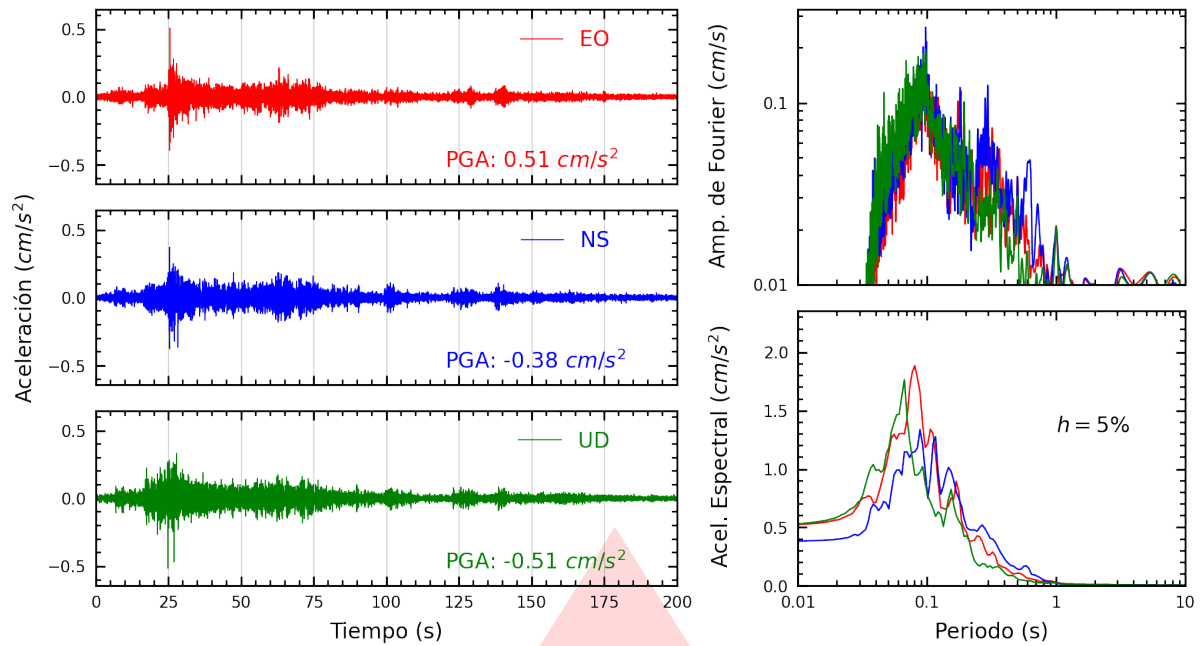 Aceleración (cm/s²)
0.5
0.0
−0.5
EO
PGA: 0.51 cm/s²
0.5
0.0
−0.5
NS
PGA: -0.38 cm/s²
0.5
0.0
−0.5
UD
PGA: -0.51 cm/s²
0 25 50 75 100 125 150 175 200
Tiempo (s)
Amp. de Fourier (cm/s)
0.1
0.01
Acel. Espectral (cm/s²)
2.0
1.5
1.0
0.5
0.0
h = 5%
0.01 0.1 1 10
Periodo (s)